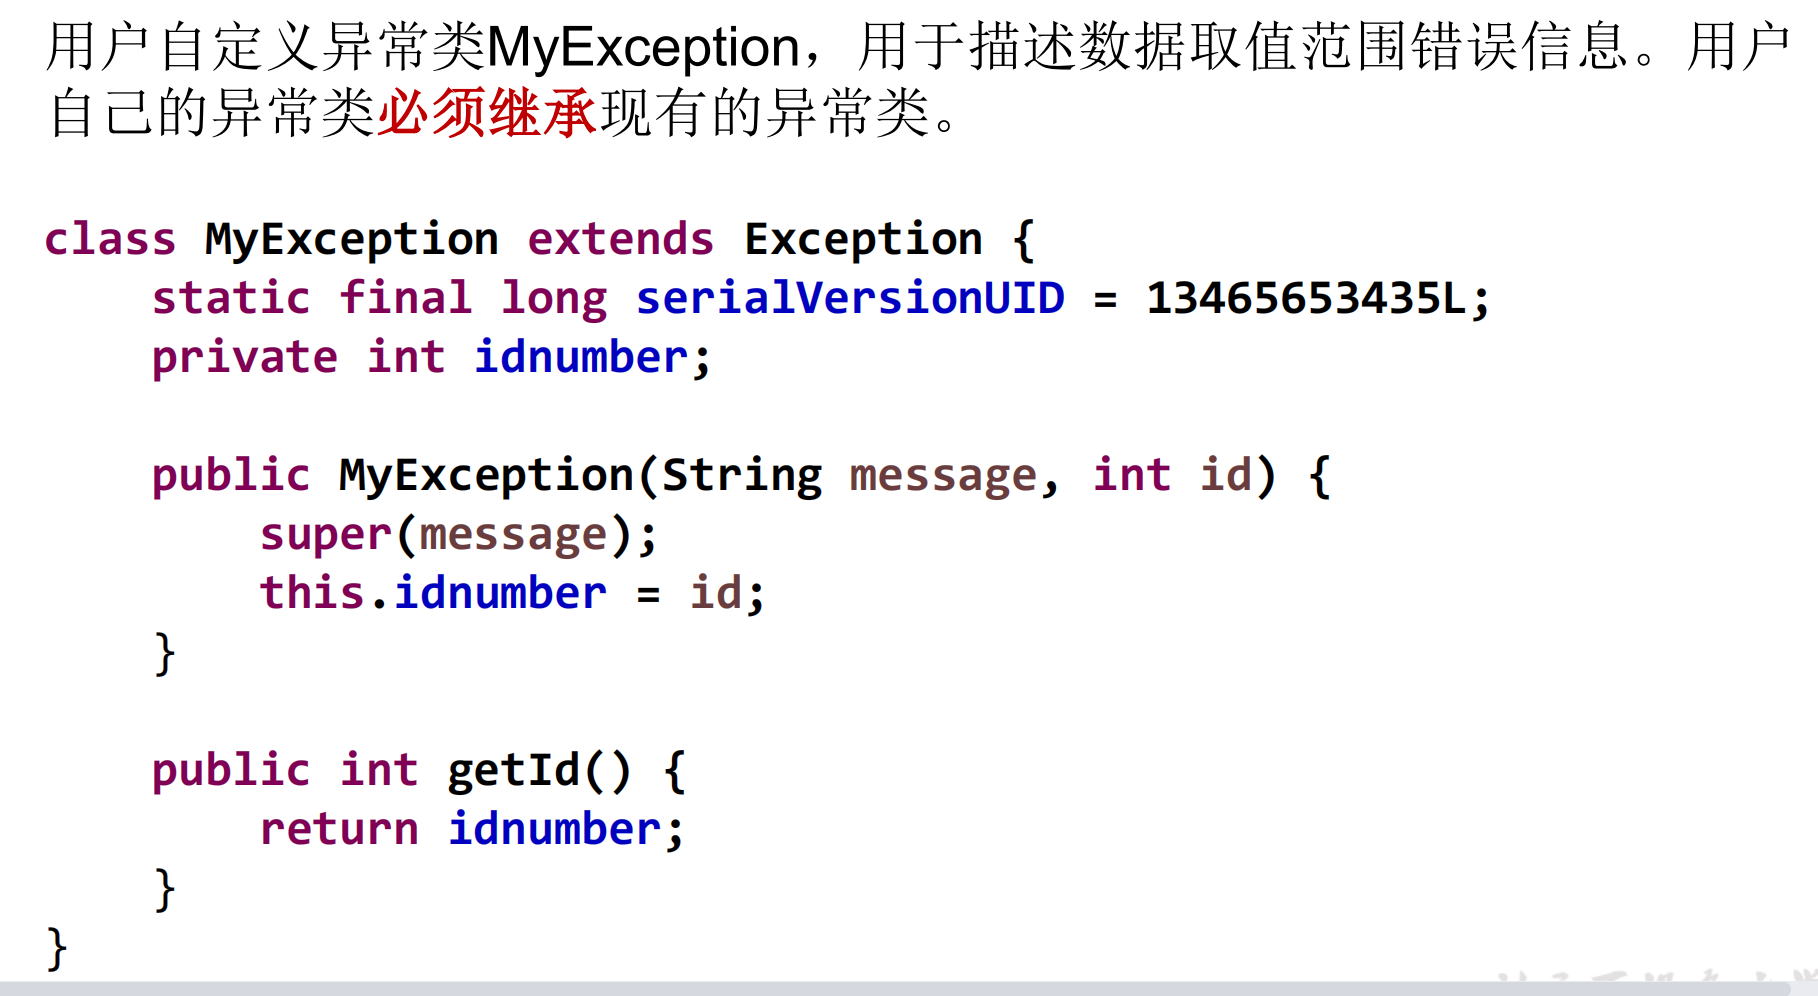 用户自定义异常类MyException，用于描述数据取值范围错误信息。用户
自己的异常类必须继承现有的异常类。
class MyException extends Exception {
static final long serialVersionUID = 13465653435L;
private int idnumber;
public MyException(String message, int id) {
super(message);
this.idnumber = id;
}
public int getId() {
return idnumber;
}
}